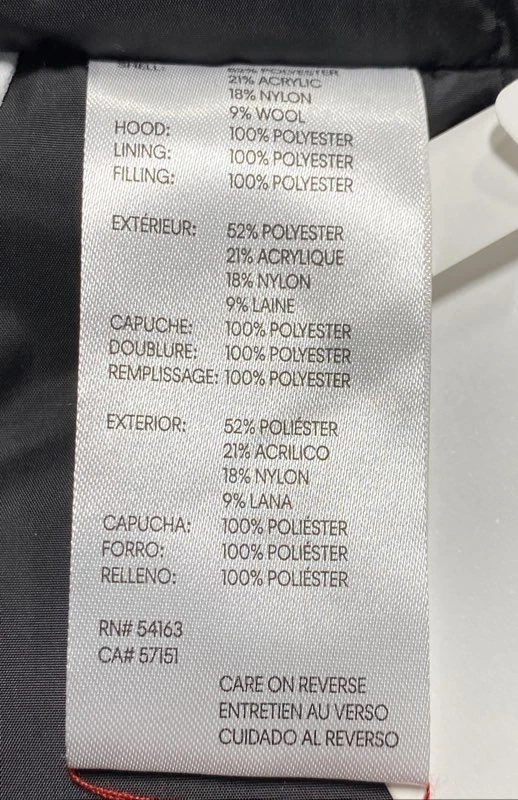 SHELL: 52% POLYESTER
21% ACRYLIC
18% NYLON
9% WOOL
HOOD: 100% POLYESTER
LINING: 100% POLYESTER
FILLING: 100% POLYESTER
EXTÉRIEUR: 52% POLYESTER
21% ACRYLIQUE
18% NYLON
9% LAINE
CAPUCHE: 100% POLYESTER
DOUBLURE: 100% POLYESTER
REMPLISSAGE: 100% POLYESTER
EXTERIOR: 52% POLIÉSTER
21% ACRILICO
18% NYLON
9% LANA
CAPUCHA: 100% POLIÉSTER
FORRO: 100% POLIÉSTER
RELLENO: 100% POLIÉSTER
RN# 54163
CA# 57151
CARE ON REVERSE
ENTRETIEN AU VERSO
CUIDADO AL REVERSO